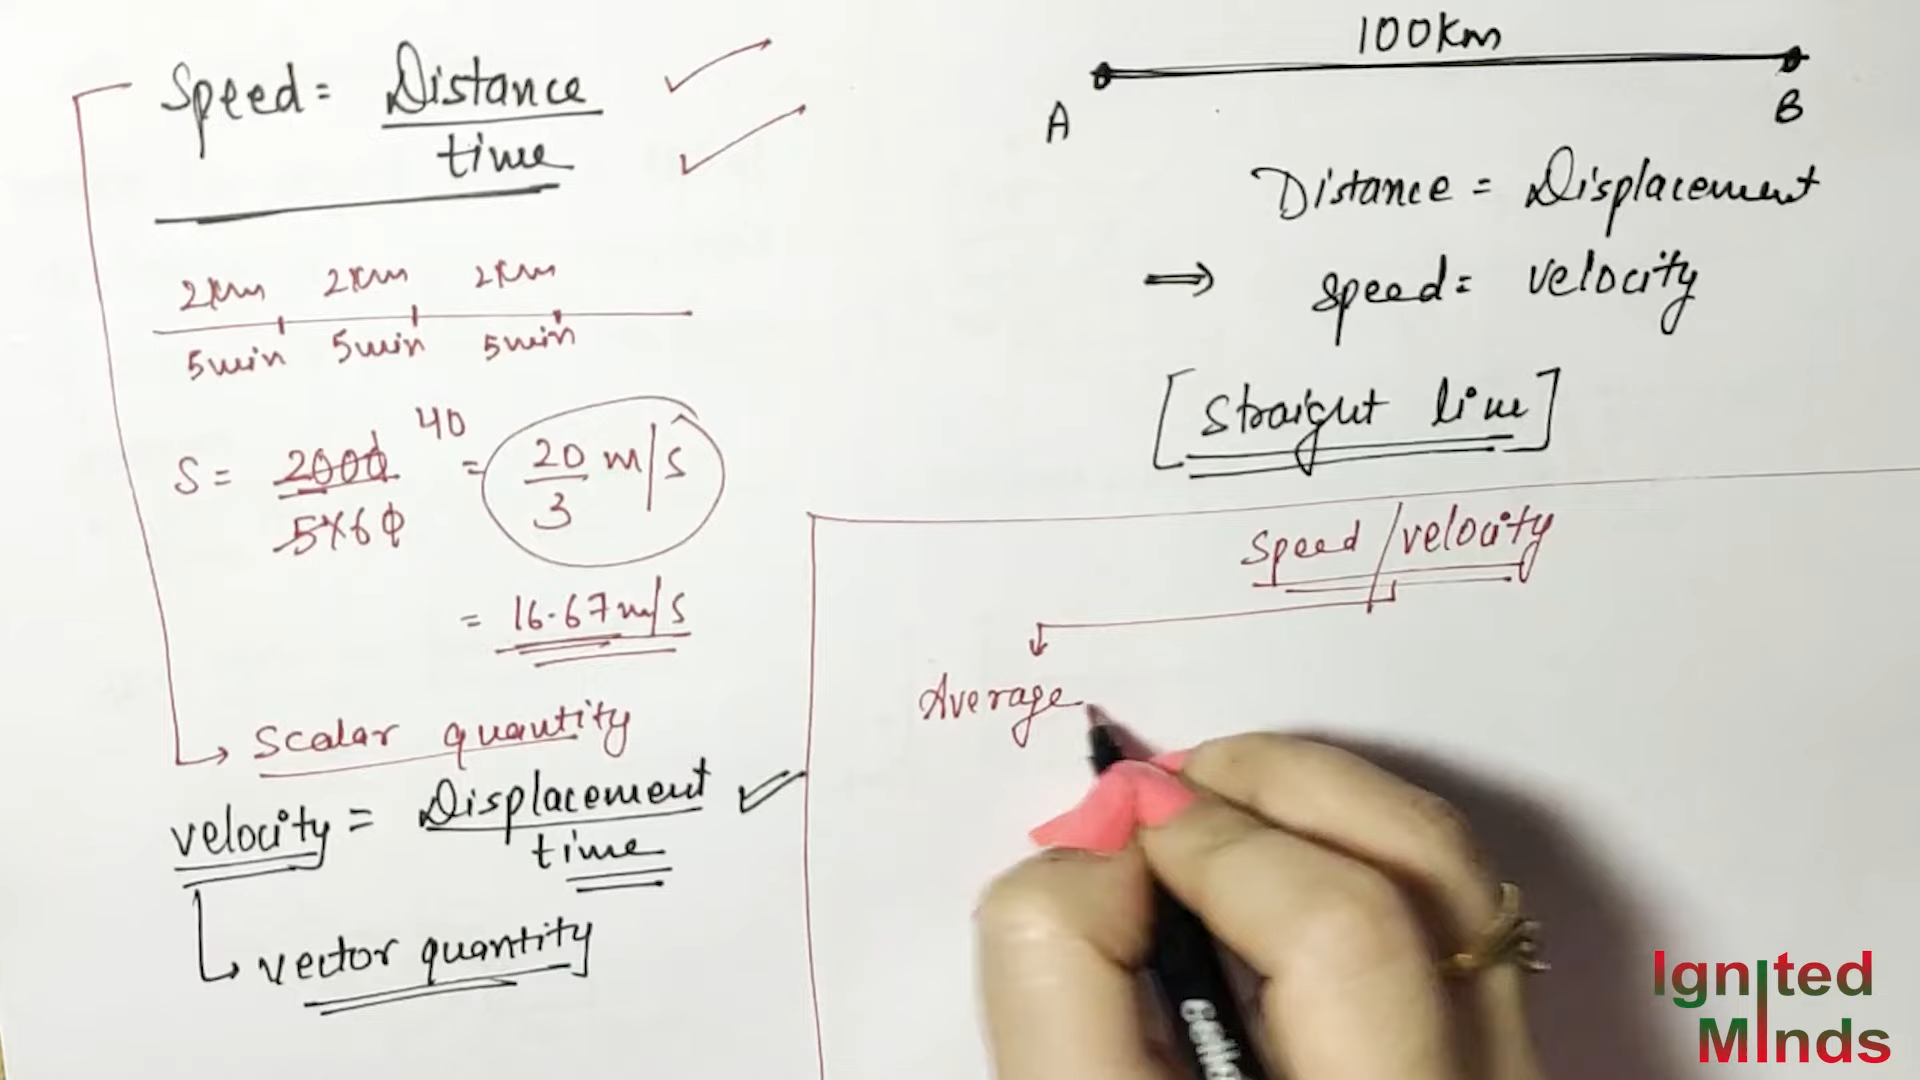 Speed = Distance
time
2Km 2Km 2Km
5min 5min 5min
S = 2000 40 = 20 m/s
5×60 3
= 16.67 m/s
Scalar quantity
velocity = Displacement
time
vector quantity
100Km
A B
Distance = Displacement
⇒ speed = velocity
[Straight line]
Speed / velocity
Average
Ignited
Minds